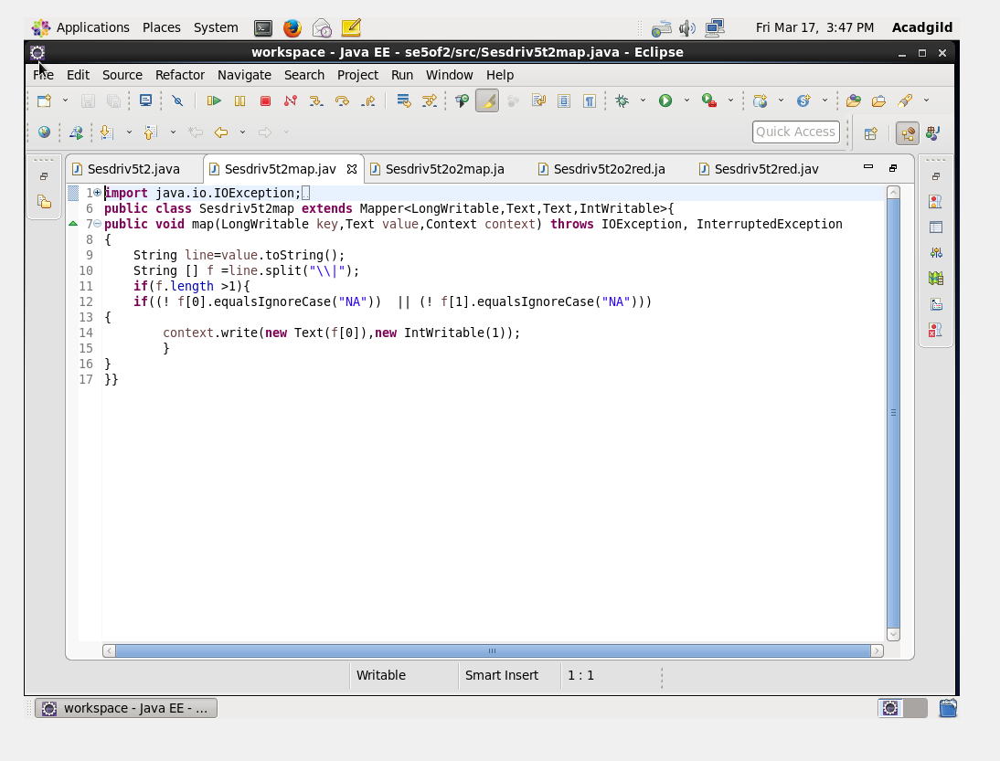 Applications Places System Fri Mar 17, 3:47 PM Acadgild
workspace - Java EE - se5of2/src/Sesdriv5t2map.java - Eclipse
Edit Source Refactor Navigate Search Project Run Window Help
Quick Access
Sesdriv5t2.java Sesdriv5t2map.jav Sesdriv5t2o2map.ja Sesdriv5t2o2red.ja Sesdriv5t2red.jav
1 import java.io.IOException;
6 public class Sesdriv5t2map extends Mapper<LongWritable,Text,Text,IntWritable>{
7 public void map(LongWritable key,Text value,Context context) throws IOException, InterruptedException
8 {
9 String line=value.toString();
10 String [] f =line.split("\\|");
11 if(f.length >1){
12 if((! f[0].equalsIgnoreCase("NA")) || (! f[1].equalsIgnoreCase("NA")))
13 {
14 context.write(new Text(f[0]),new IntWritable(1));
15 }
16 }
17 }}
Writable Smart Insert 1 : 1
workspace - Java EE - ...